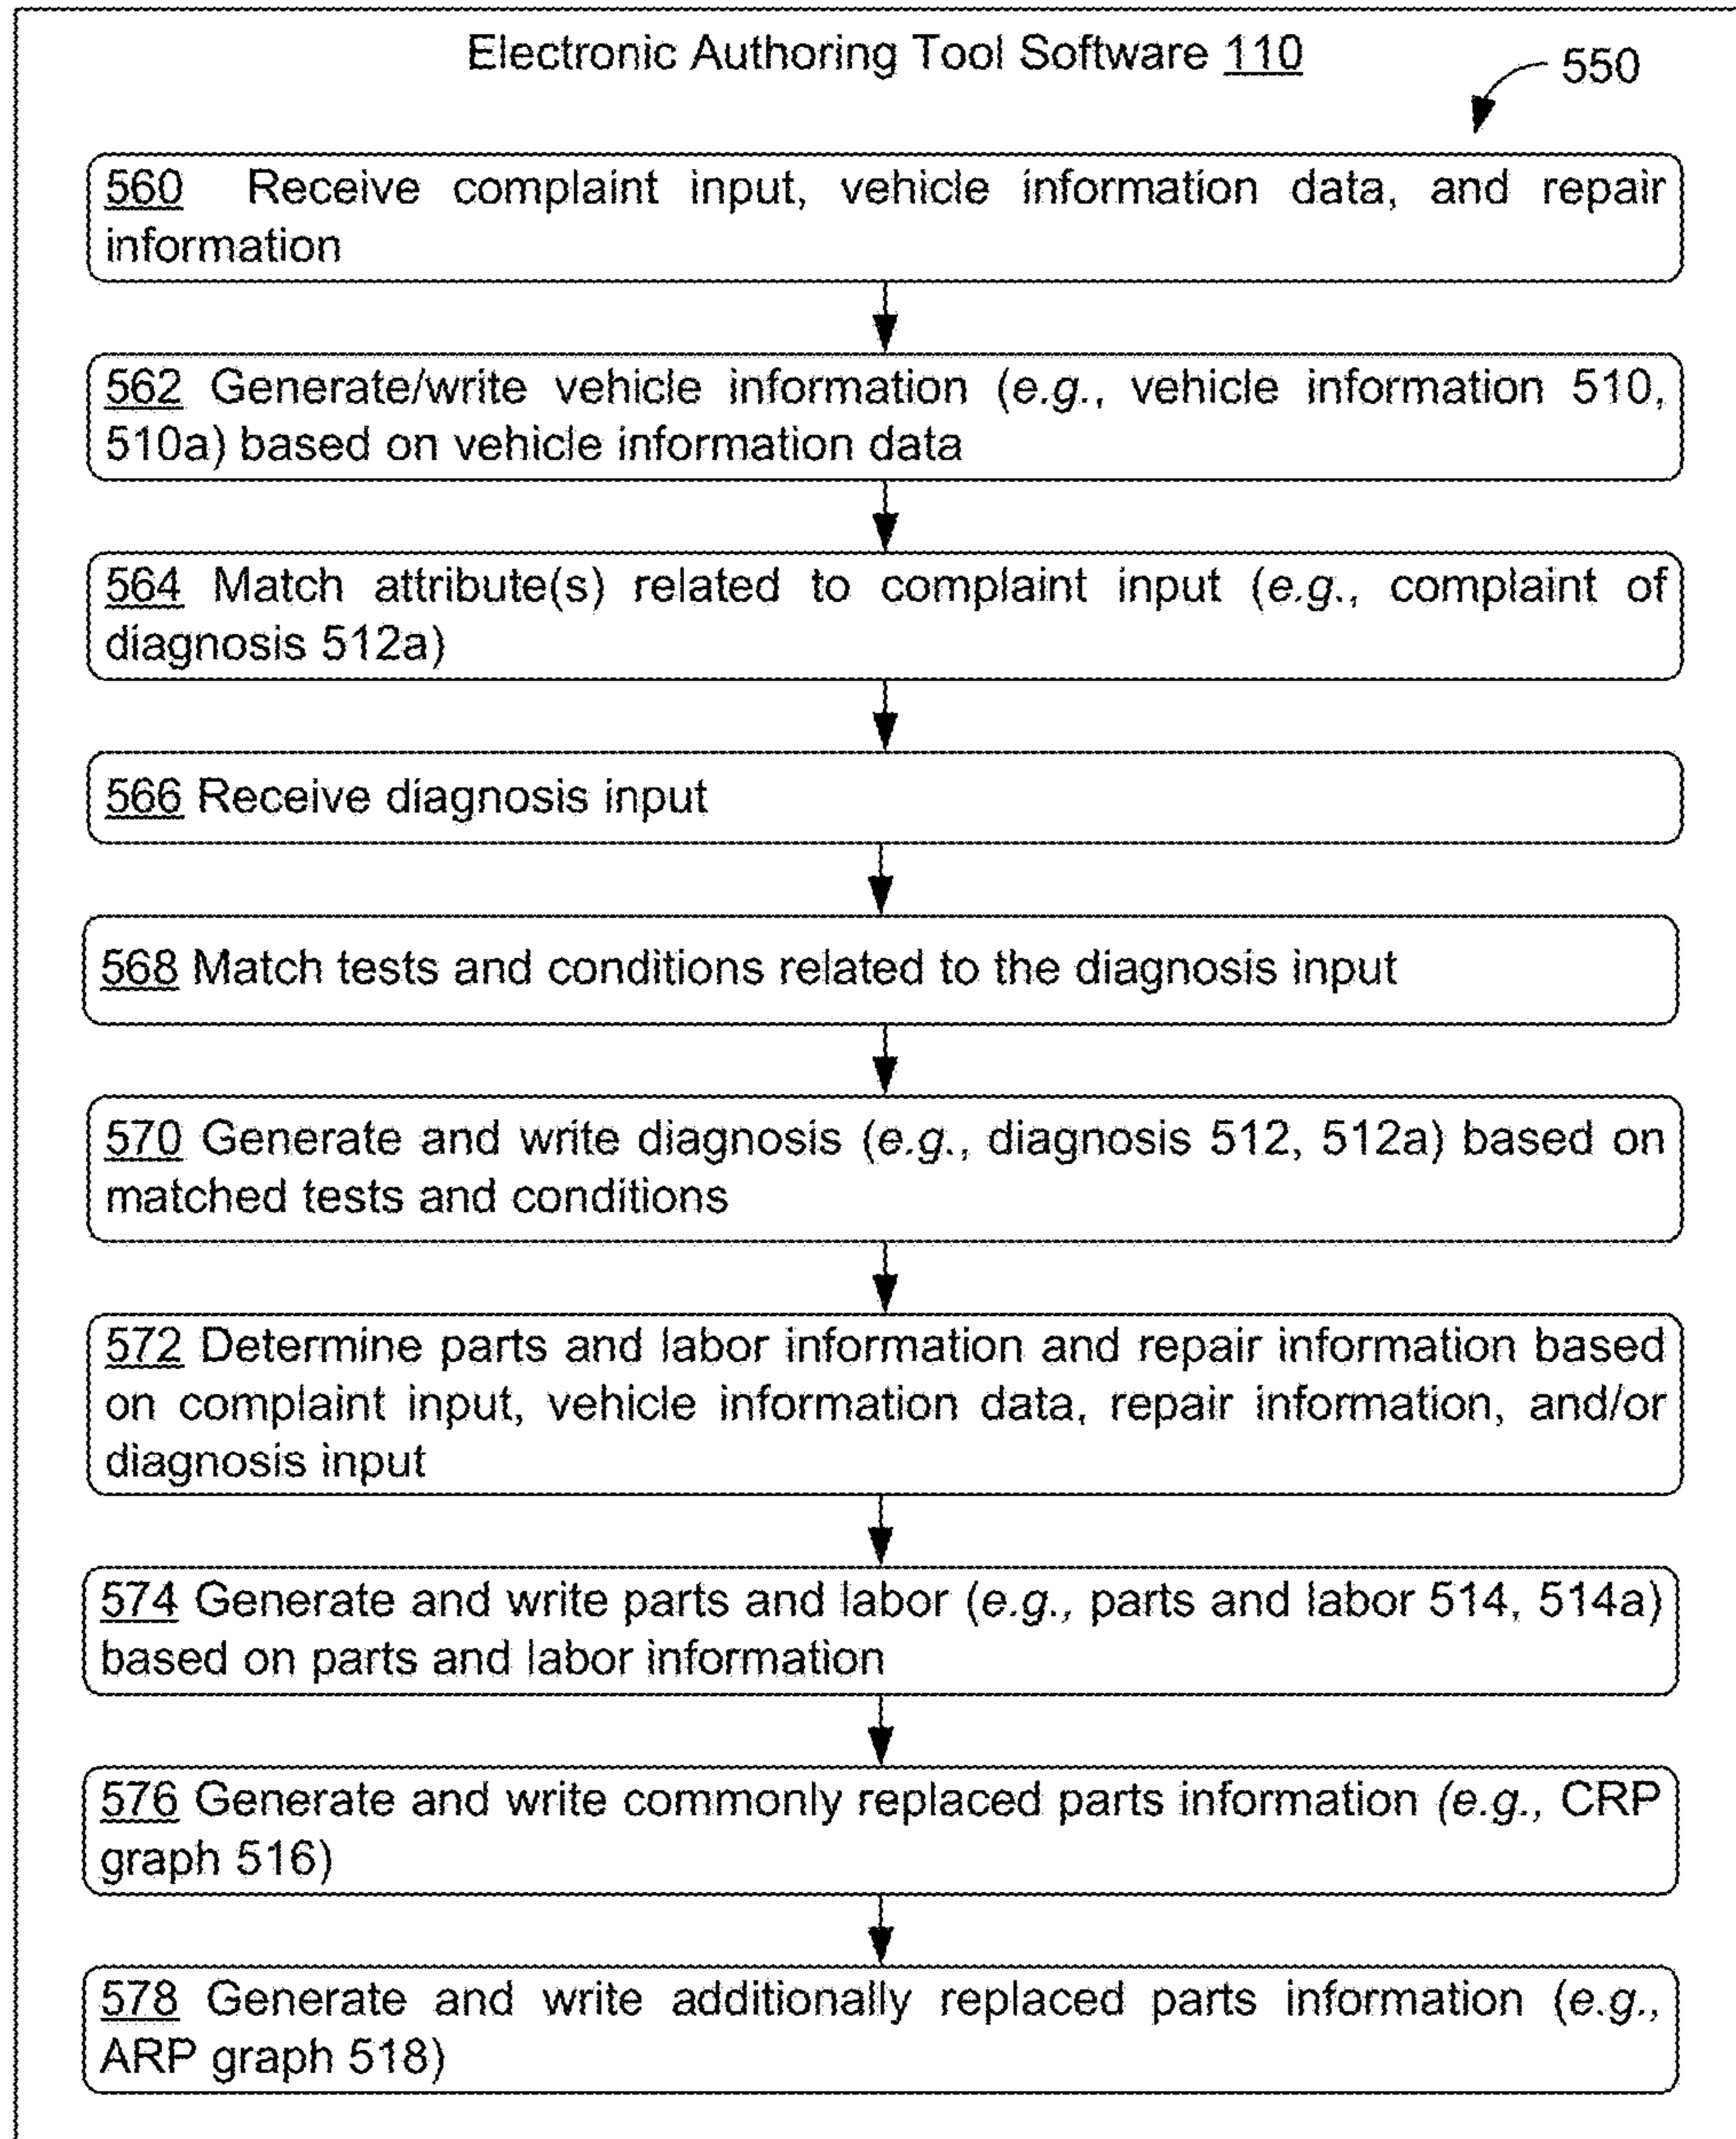 Electronic Authoring Tool Software 110
550
560 Receive complaint input, vehicle information data, and repair
information
562 Generate/write vehicle information (e.g., vehicle information 510,
510a) based on vehicle information data
564 Match attribute(s) related to complaint input (e.g., complaint of
diagnosis 512a)
566 Receive diagnosis input
568 Match tests and conditions related to the diagnosis input
570 Generate and write diagnosis (e.g., diagnosis 512, 512a) based on
matched tests and conditions
572 Determine parts and labor information and repair information based
on complaint input, vehicle information data, repair information, and/or
diagnosis input
574 Generate and write parts and labor (e.g., parts and labor 514, 514a)
based on parts and labor information
576 Generate and write commonly replaced parts information (e.g., CRP
graph 516)
578 Generate and write additionally replaced parts information (e.g.,
ARP graph 518)